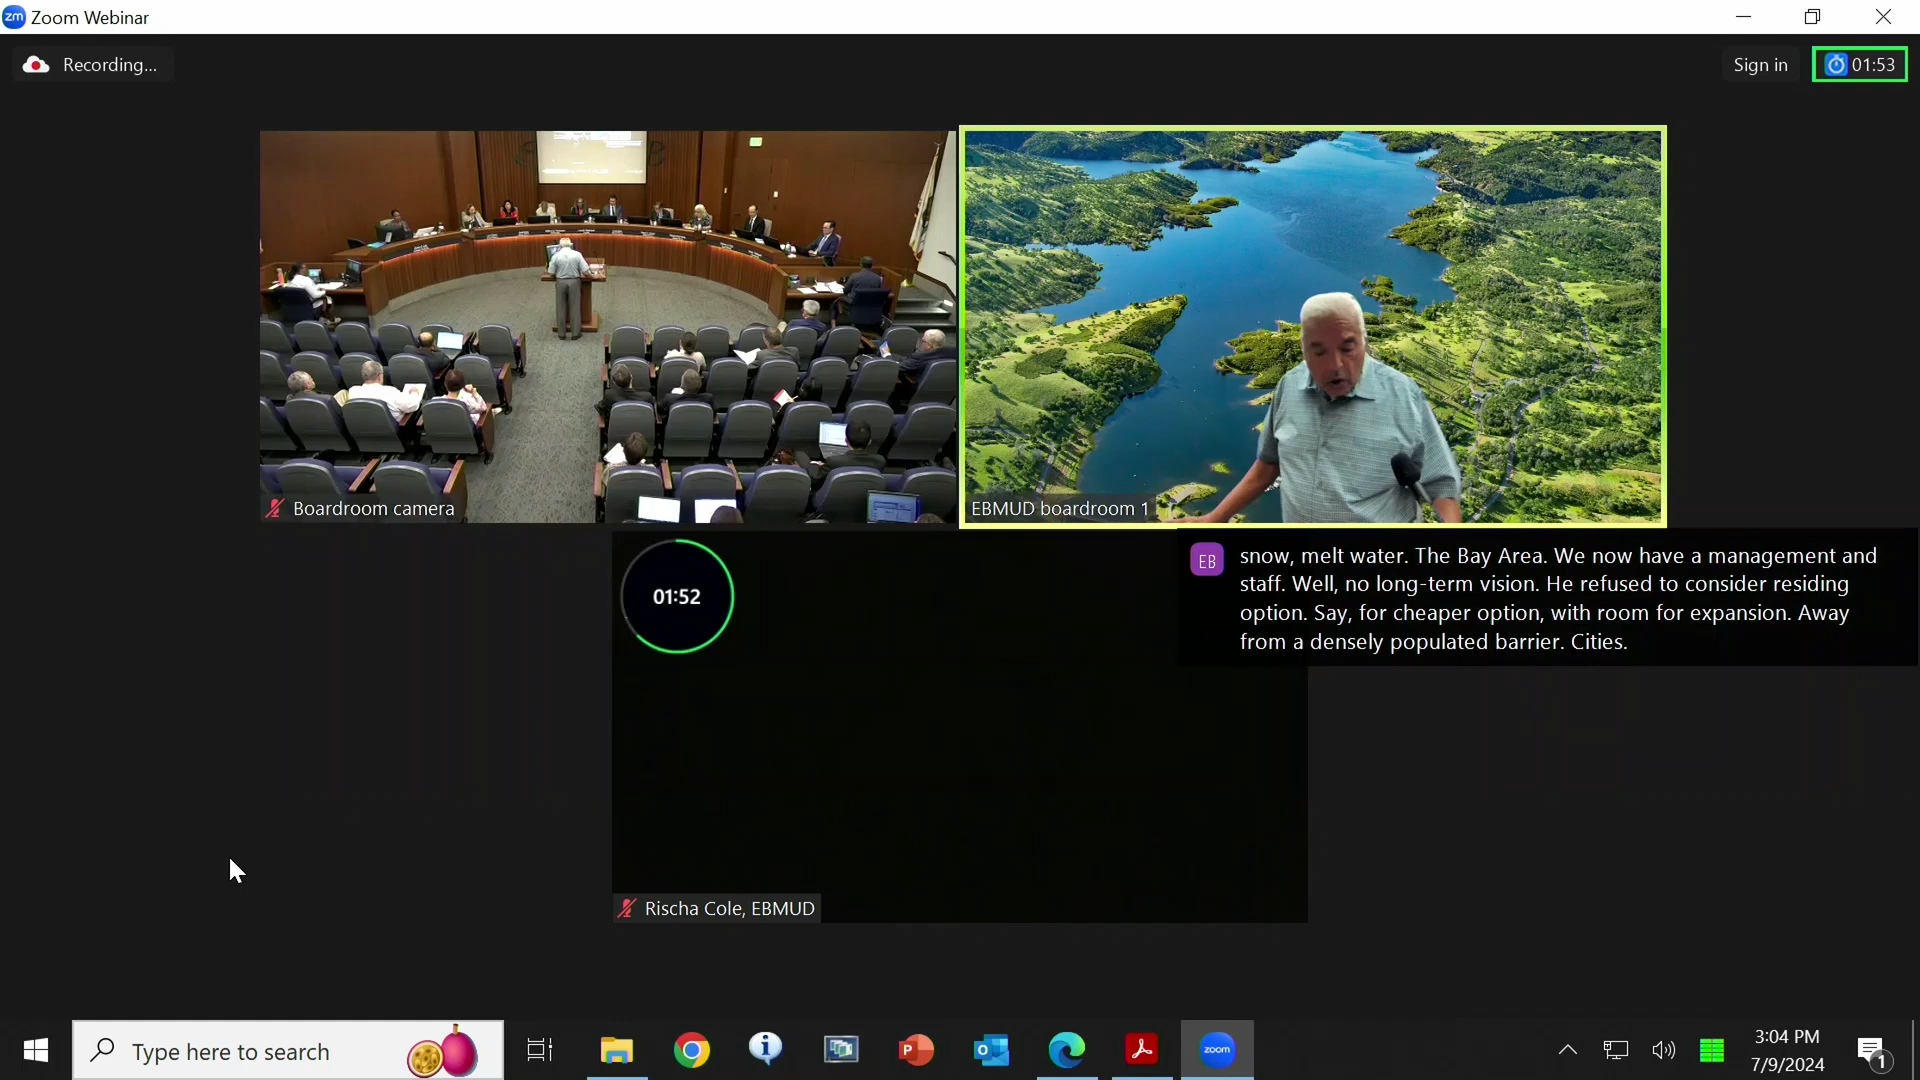 zm Zoom Webinar
Recording...
Sign in
01:53
Boardroom camera
EBMUD boardroom 1
EB
snow, melt water. The Bay Area. We now have a management and
staff. Well, no long-term vision. He refused to consider residing
option. Say, for cheaper option, with room for expansion. Away
from a densely populated barrier. Cities.
01:52
Rischa Cole, EBMUD
Type here to search
zoom
3:04 PM
7/9/2024
1